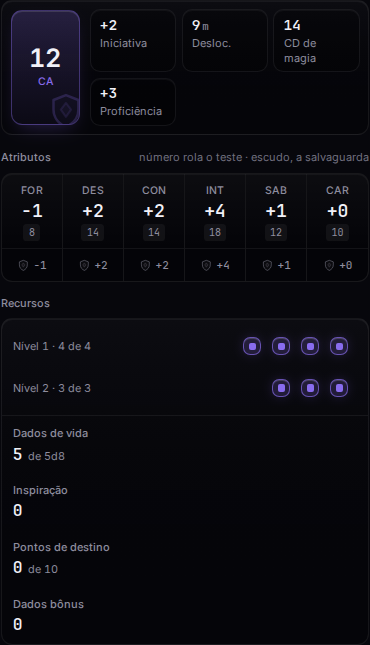 12
CA
+2
Iniciativa
9 m
Desloc.
14
CD de
magia
+3
Proficiência
Atributos
número rola o teste · escudo, a salvaguarda
FOR DES CON INT SAB CAR
-1 +2 +2 +4 +1 +0
8 14 14 18 12 10
-1 +2 +2 +4 +1 +0
Recursos
Nível 1 · 4 de 4
Nível 2 · 3 de 3
Dados de vida
5 de 5d8
Inspiração
0
Pontos de destino
0 de 10
Dados bônus
0